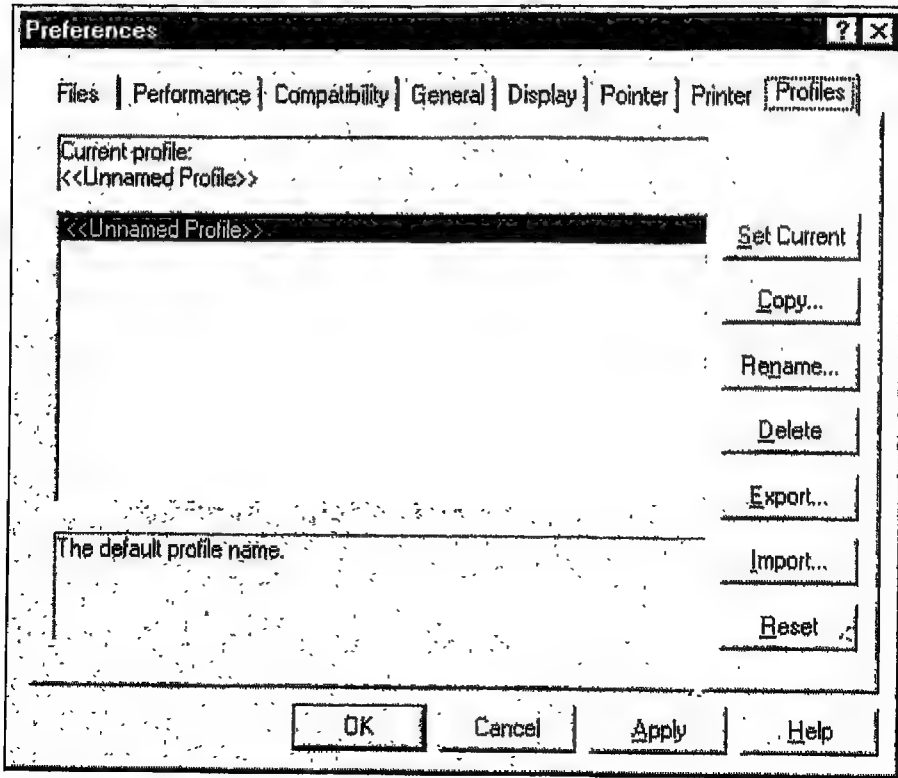 Preferences
Files Performance Compatibility General Display Pointer Printer Profiles
Current profile:
<<Unnamed Profile>>
<<Unnamed Profile>>
Set Current
Copy...
Rename...
Delete
Export...
The default profile name.
Import...
Reset
OK Cancel Apply Help